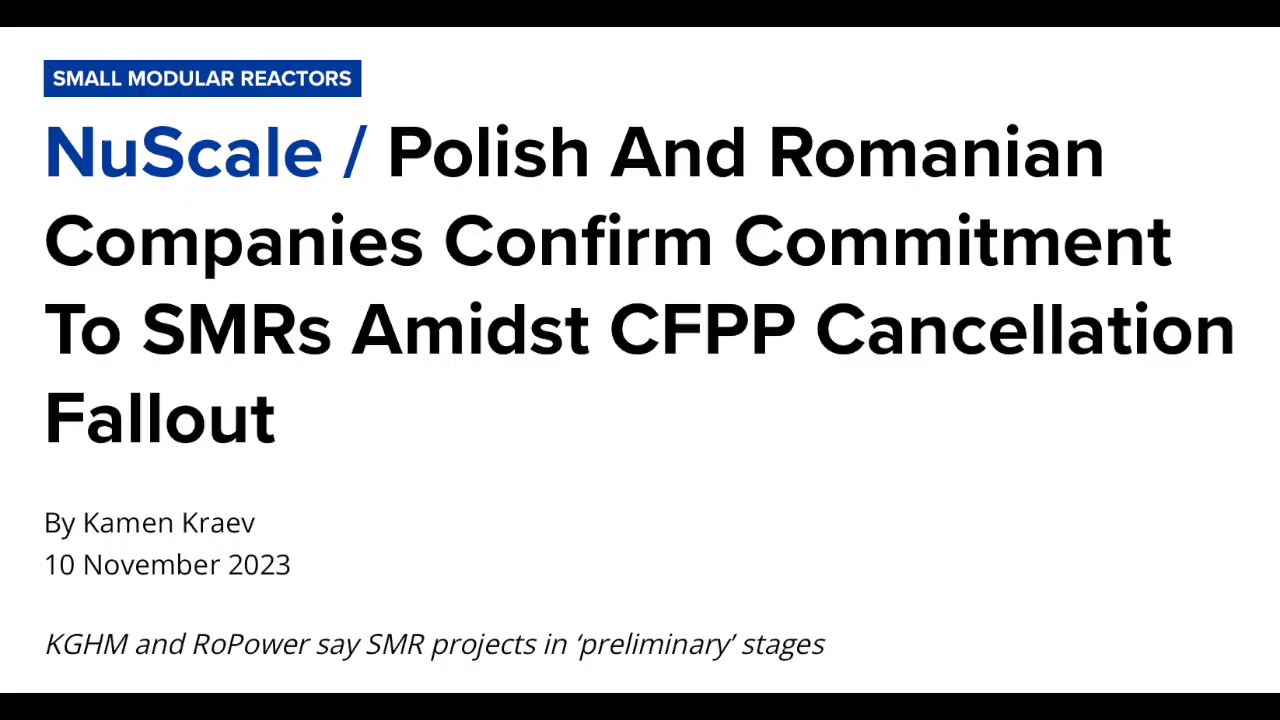 SMALL MODULAR REACTORS
NuScale / Polish And Romanian
Companies Confirm Commitment
To SMRs Amidst CFPP Cancellation
Fallout
By Kamen Kraev
10 November 2023
KGHM and RoPower say SMR projects in ‘preliminary’ stages